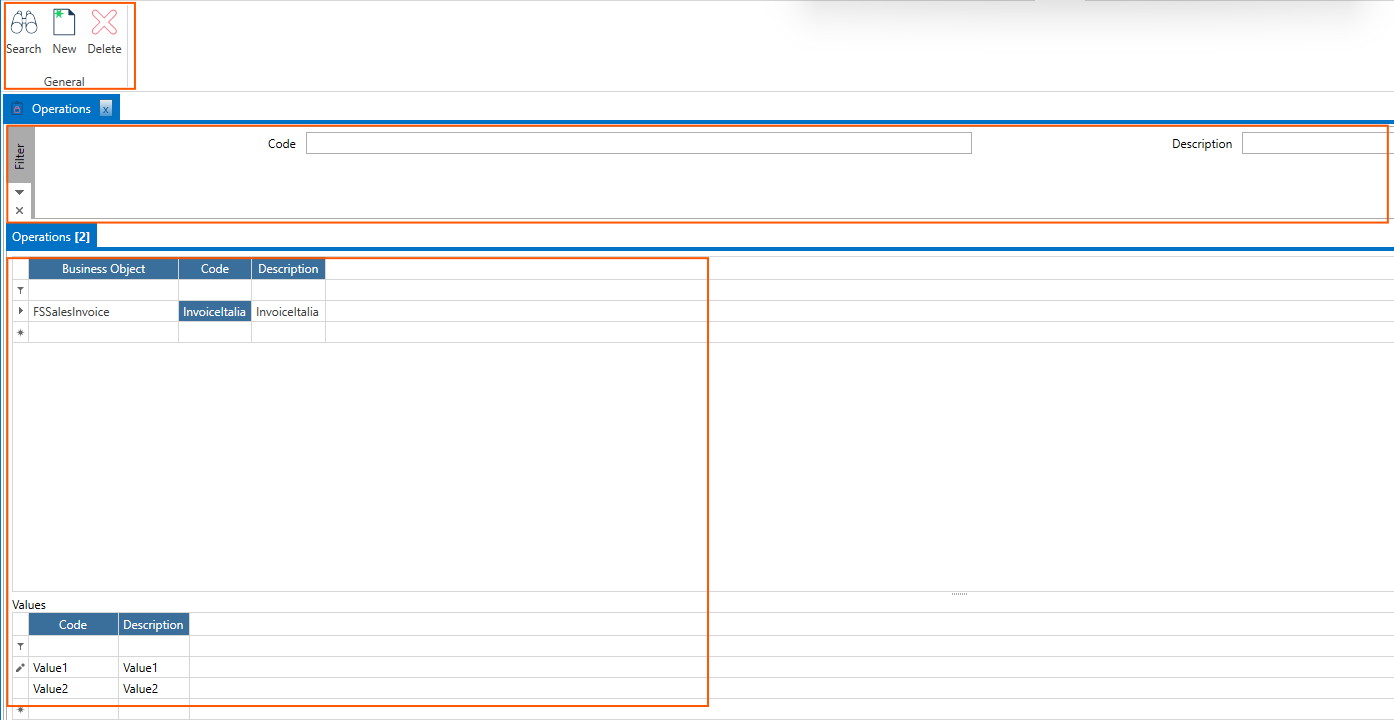 Search New Delete
General
Operations x
Filter
Code
Description
Operations [2]
Business Object Code Description
FSSalesInvoice InvoiceItalia InvoiceItalia
Values
Code Description
Value1 Value1
Value2 Value2